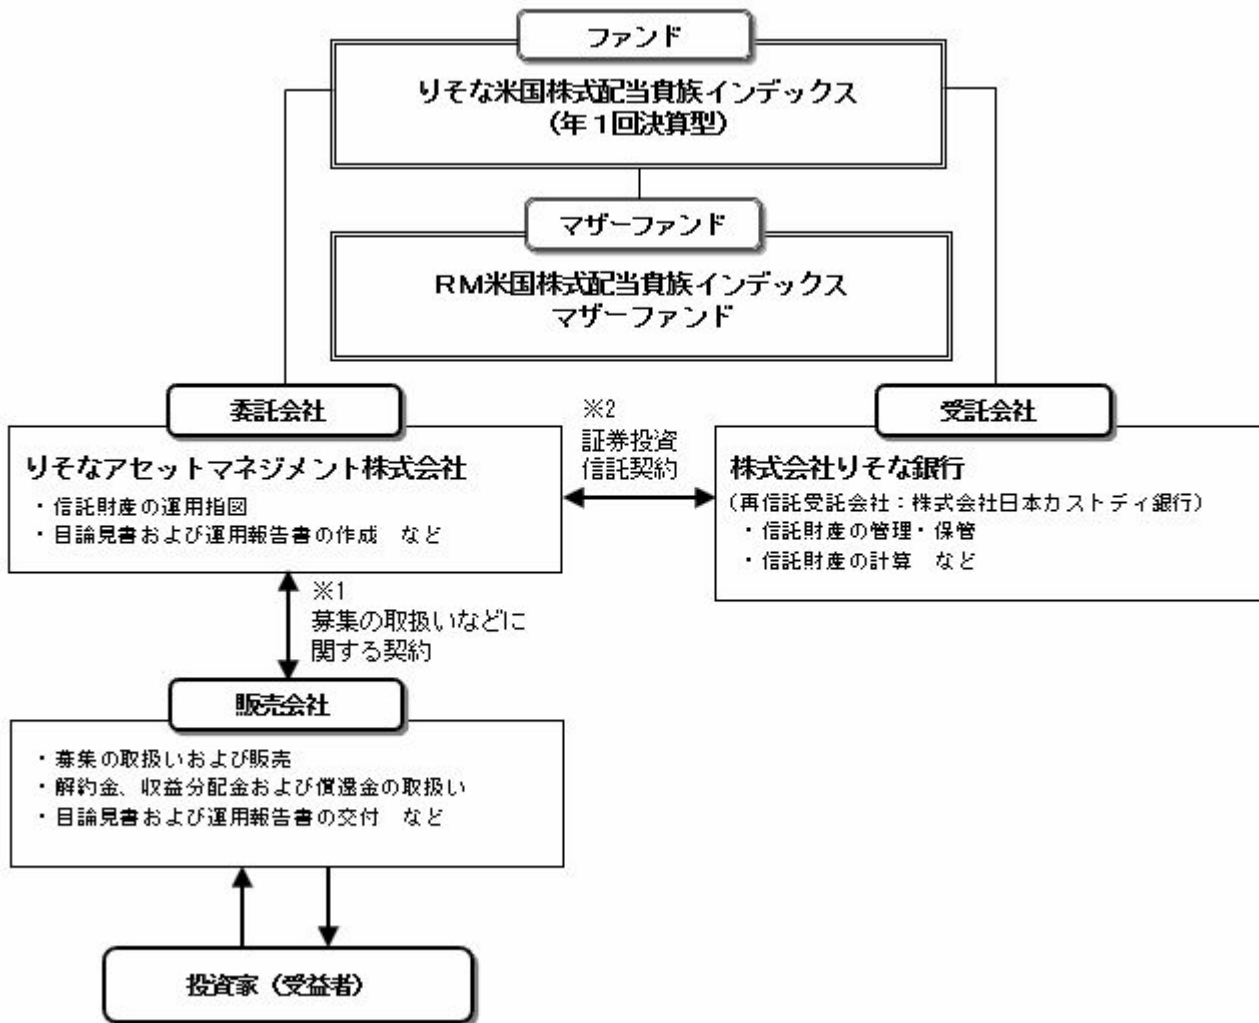 ファンド
りそな米国株式配当貴族インデックス
（年１回決算型）
マザーファンド
ＲＭ米国株式配当貴族インデックス
マザーファンド
委託会社
りそなアセットマネジメント株式会社
・信託財産の運用指図
・目論見書および運用報告書の作成　など
※2
証券投資
信託契約
受託会社
株式会社りそな銀行
（再信託受託会社：株式会社日本カストディ銀行）
・信託財産の管理・保管
・信託財産の計算　など
※1
募集の取扱いなどに
関する契約
販売会社
・募集の取扱いおよび販売
・解約金、収益分配金および償還金の取扱い
・目論見書および運用報告書の交付　など
投資家（受益者）